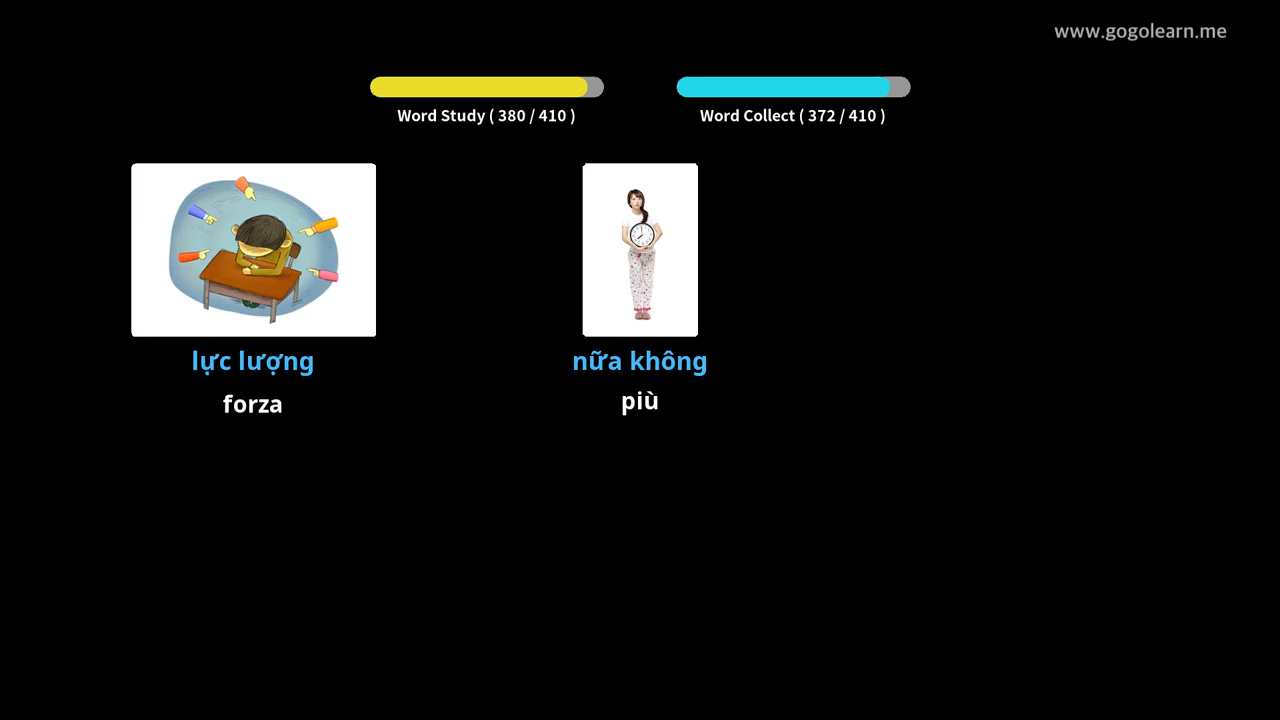 www.gogolearn.me
Word Study ( 380 / 410 )
Word Collect ( 372 / 410 )
lực lượng
forza
nữa không
più